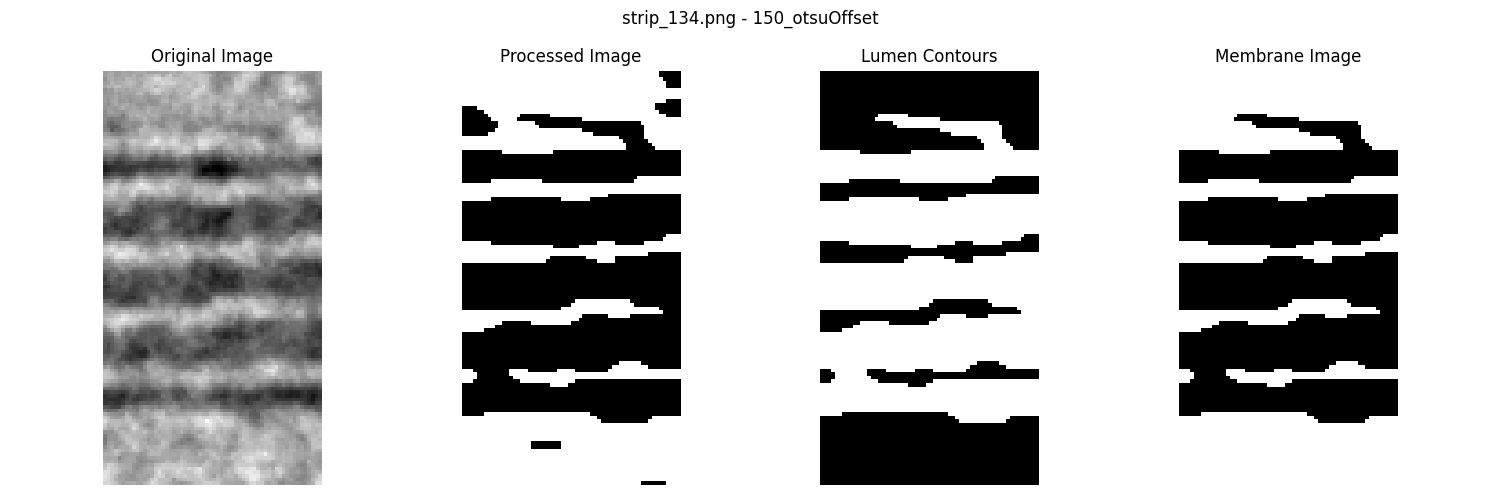 strip_134.png - 150_otsuOffset
Original Image
Processed Image
Lumen Contours
Membrane Image